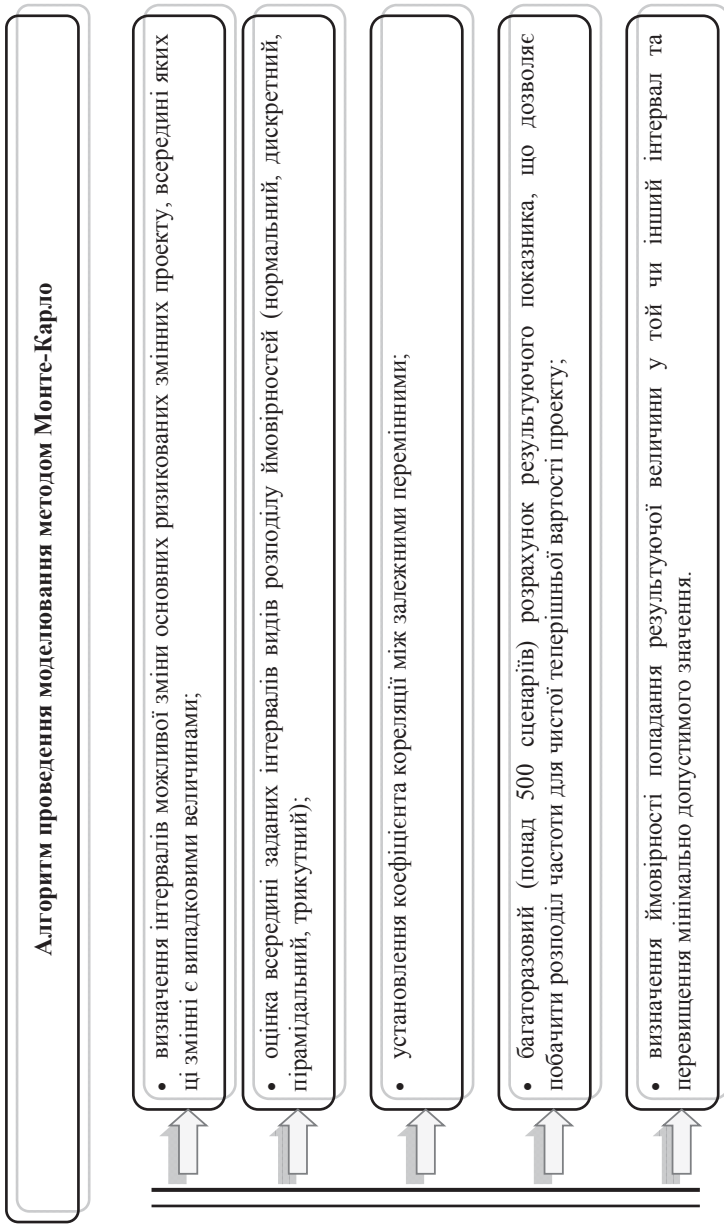 Алгоритм проведення моделювання методом Монте-Карло
• визначення інтервалів можливої зміни основних ризикованих змінних проекту, всередині яких
ці змінні є випадковими величинами;
• оцінка всередині заданих інтервалів видів розподілу ймовірностей (нормальний, дискретний,
пірамідальний, трикутний);
• установлення коефіцієнта кореляції між залежними перемінними;
• багаторазовий (понад 500 сценаріїв) розрахунок результуючого показника, що дозволяє
побачити розподіл частоти для чистої теперішньої вартості проекту;
• визначення ймовірності попадання результуючої величини у той чи інший інтервал та
перевищення мінімально допустимого значення.